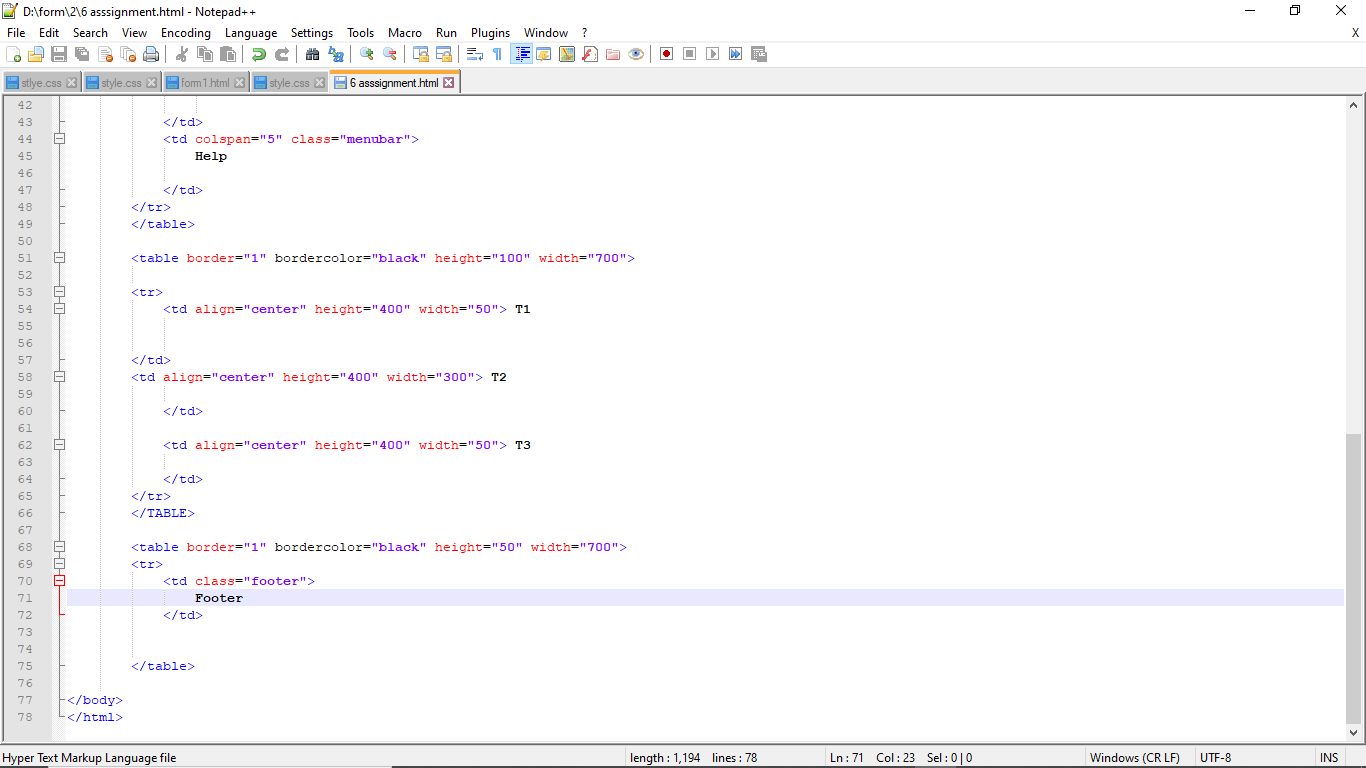 D:\form\2\6 asssignment.html - Notepad++
File Edit Search View Encoding Language Settings Tools Macro Run Plugins Window ? X
stlye.css style.css form1.html style.css 6 asssignment.html
42
43 </td>
44 <td colspan="5" class="menubar">
45 Help
46
47 </td>
48 </tr>
49 </table>
50
51 <table border="1" bordercolor="black" height="100" width="700">
52
53 <tr>
54 <td align="center" height="400" width="50"> T1
55
56
57 </td>
58 <td align="center" height="400" width="300"> T2
59
60 </td>
61
62 <td align="center" height="400" width="50"> T3
63
64 </td>
65 </tr>
66 </TABLE>
67
68 <table border="1" bordercolor="black" height="50" width="700">
69 <tr>
70 <td class="footer">
71 Footer
72 </td>
73
74
75 </table>
76
77 </body>
78 </html>
Hyper Text Markup Language file length : 1,194 lines : 78 Ln : 71 Col : 23 Sel : 0 | 0 Windows (CR LF) UTF-8 INS